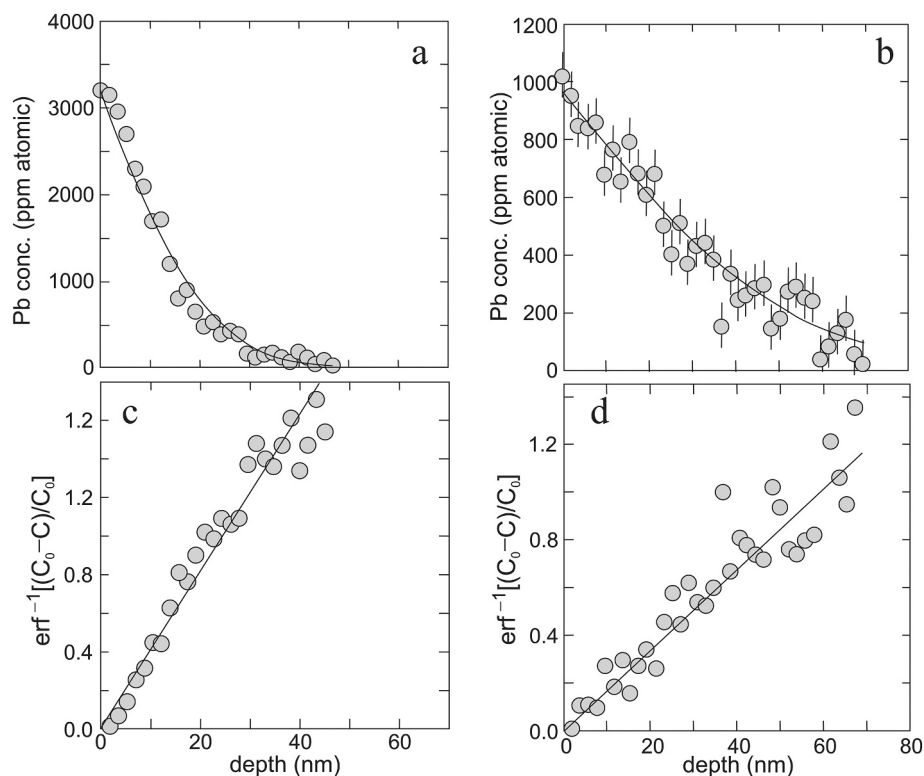 a
4000
3000
2000
1000
0
Pb conc. (ppm atomic)
b
1200
1000
800
600
400
200
0
Pb conc. (ppm atomic)
c
1.2
1.2
0.8
0.4
0.0
erf⁻¹[(C₀–C)/C₀]
0 20 40 60
depth (nm)
d
1.2
0.8
0.4
0.0
erf⁻¹[(C₀–C)/C₀]
0 20 40 60 80
depth (nm)